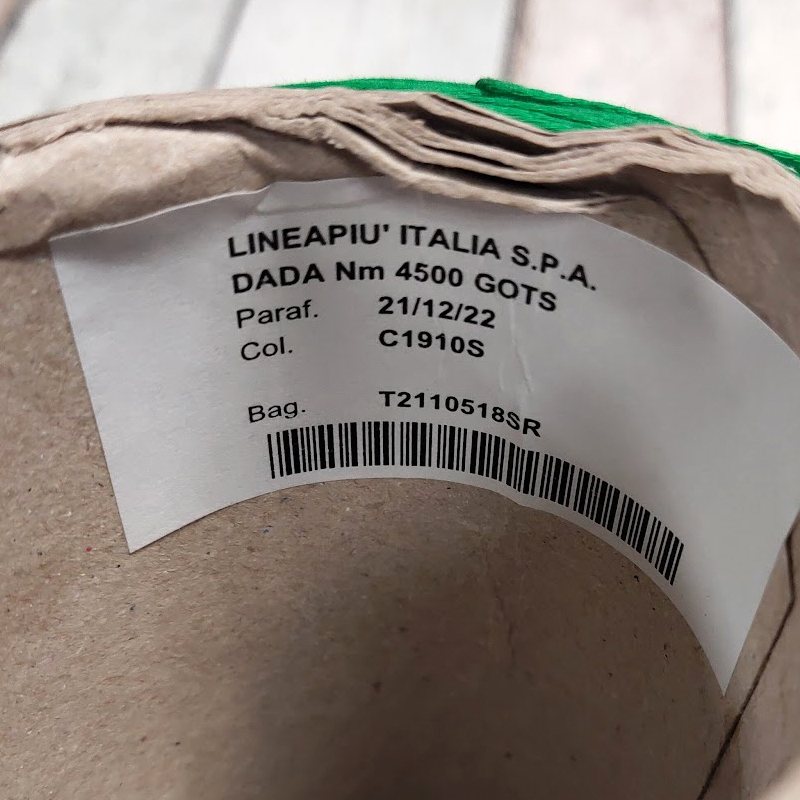 LINEAPIU' ITALIA S.P.A.
DADA Nm 4500 GOTS
Paraf. 21/12/22
Col. C1910S
Bag. T2110518SR